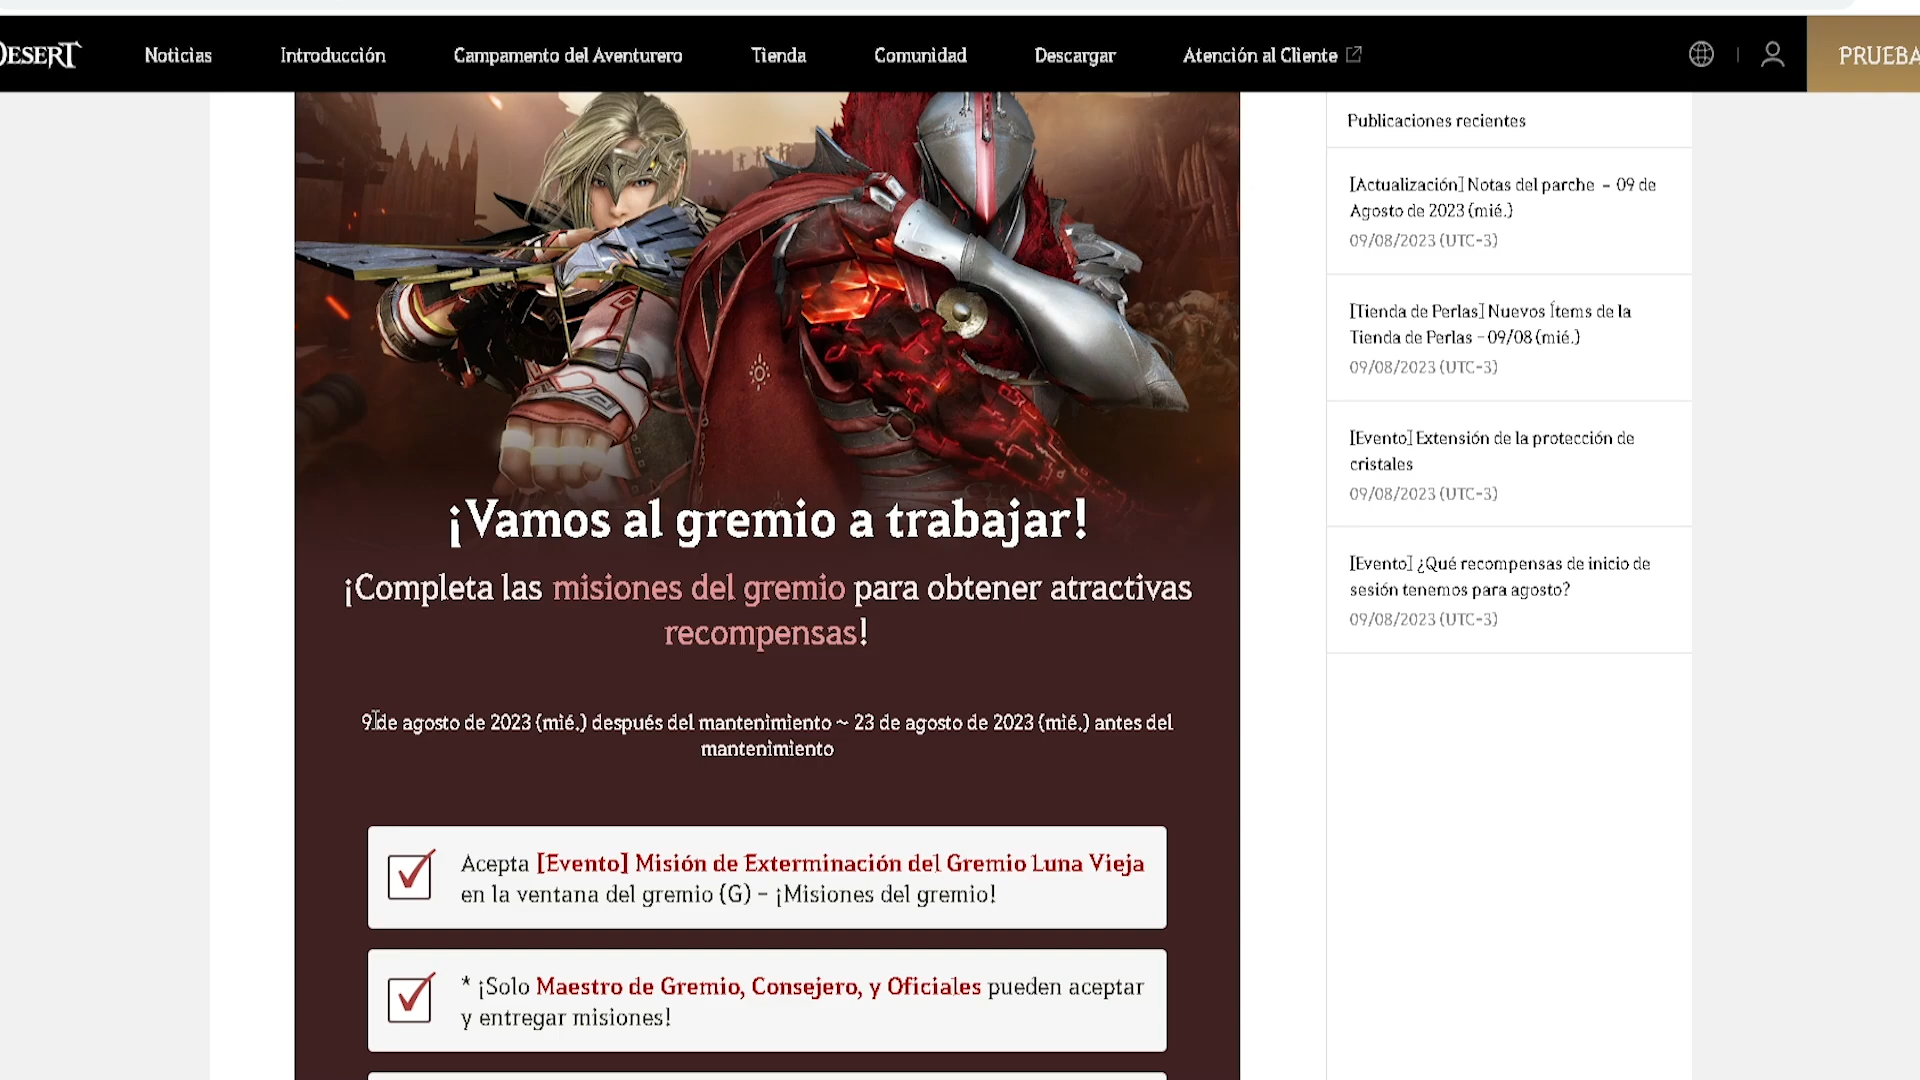 DESERT
Noticias
Introducción
Campamento del Aventurero
Tienda
Comunidad
Descargar
Atención al Cliente
PRUEBA
¡Vamos al gremio a trabajar!
¡Completa las misiones del gremio para obtener atractivas
recompensas!
9 de agosto de 2023 (mié.) después del mantenimiento ~ 23 de agosto de 2023 (mié.) antes del
mantenimiento
Acepta [Evento] Misión de Exterminación del Gremio Luna Vieja
en la ventana del gremio (G) - ¡Misiones del gremio!
* ¡Solo Maestro de Gremio, Consejero, y Oficiales pueden aceptar
y entregar misiones!
Publicaciones recientes
[Actualización] Notas del parche - 09 de
Agosto de 2023 (mié.)
09/08/2023 (UTC-3)
[Tienda de Perlas] Nuevos Ítems de la
Tienda de Perlas - 09/08 (mié.)
09/08/2023 (UTC-3)
[Evento] Extensión de la protección de
cristales
09/08/2023 (UTC-3)
[Evento] ¿Qué recompensas de inicio de
sesión tenemos para agosto?
09/08/2023 (UTC-3)